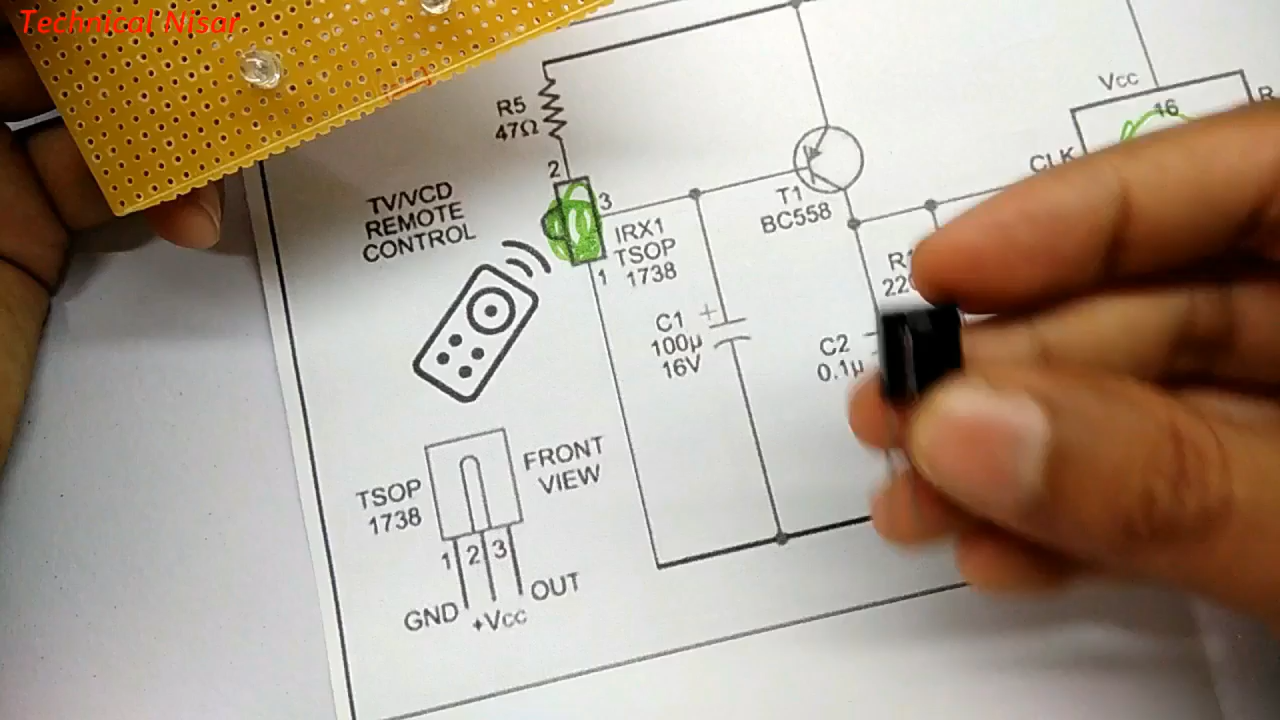 Technical Nisar
R5
47Ω
2
3
1
TV/VCD
REMOTE
CONTROL
IRX1
TSOP
1738
T1
BC558
Vcc
16
CLK
C1
+
100µ
16V
C2
0.1µ
TSOP
1738
FRONT
VIEW
1 2 3
GND
+Vcc
OUT